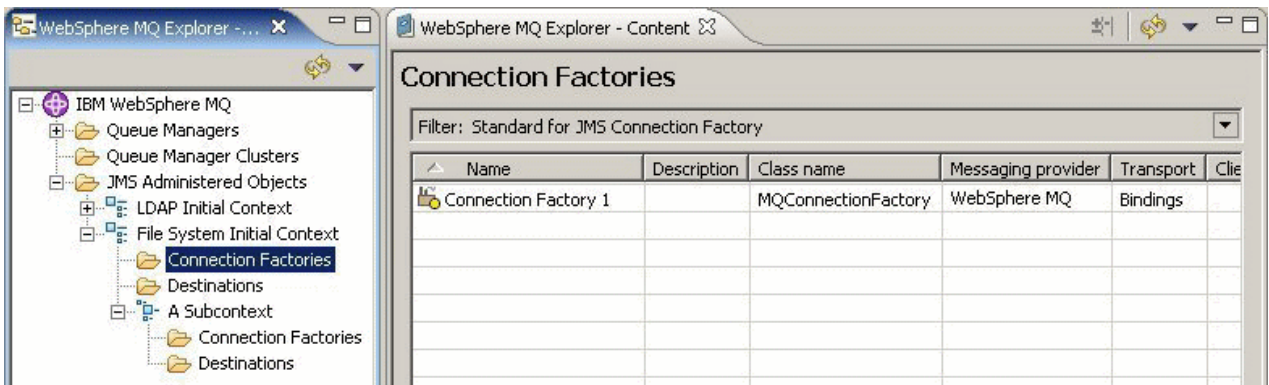 WebSphere MQ Explorer -...
IBM WebSphere MQ
Queue Managers
Queue Manager Clusters
JMS Administered Objects
LDAP Initial Context
File System Initial Context
Connection Factories
Destinations
A Subcontext
Connection Factories
Destinations
WebSphere MQ Explorer - Content
Connection Factories
Filter: Standard for JMS Connection Factory
Name Description Class name Messaging provider Transport Clie
Connection Factory 1 MQConnectionFactory WebSphere MQ Bindings